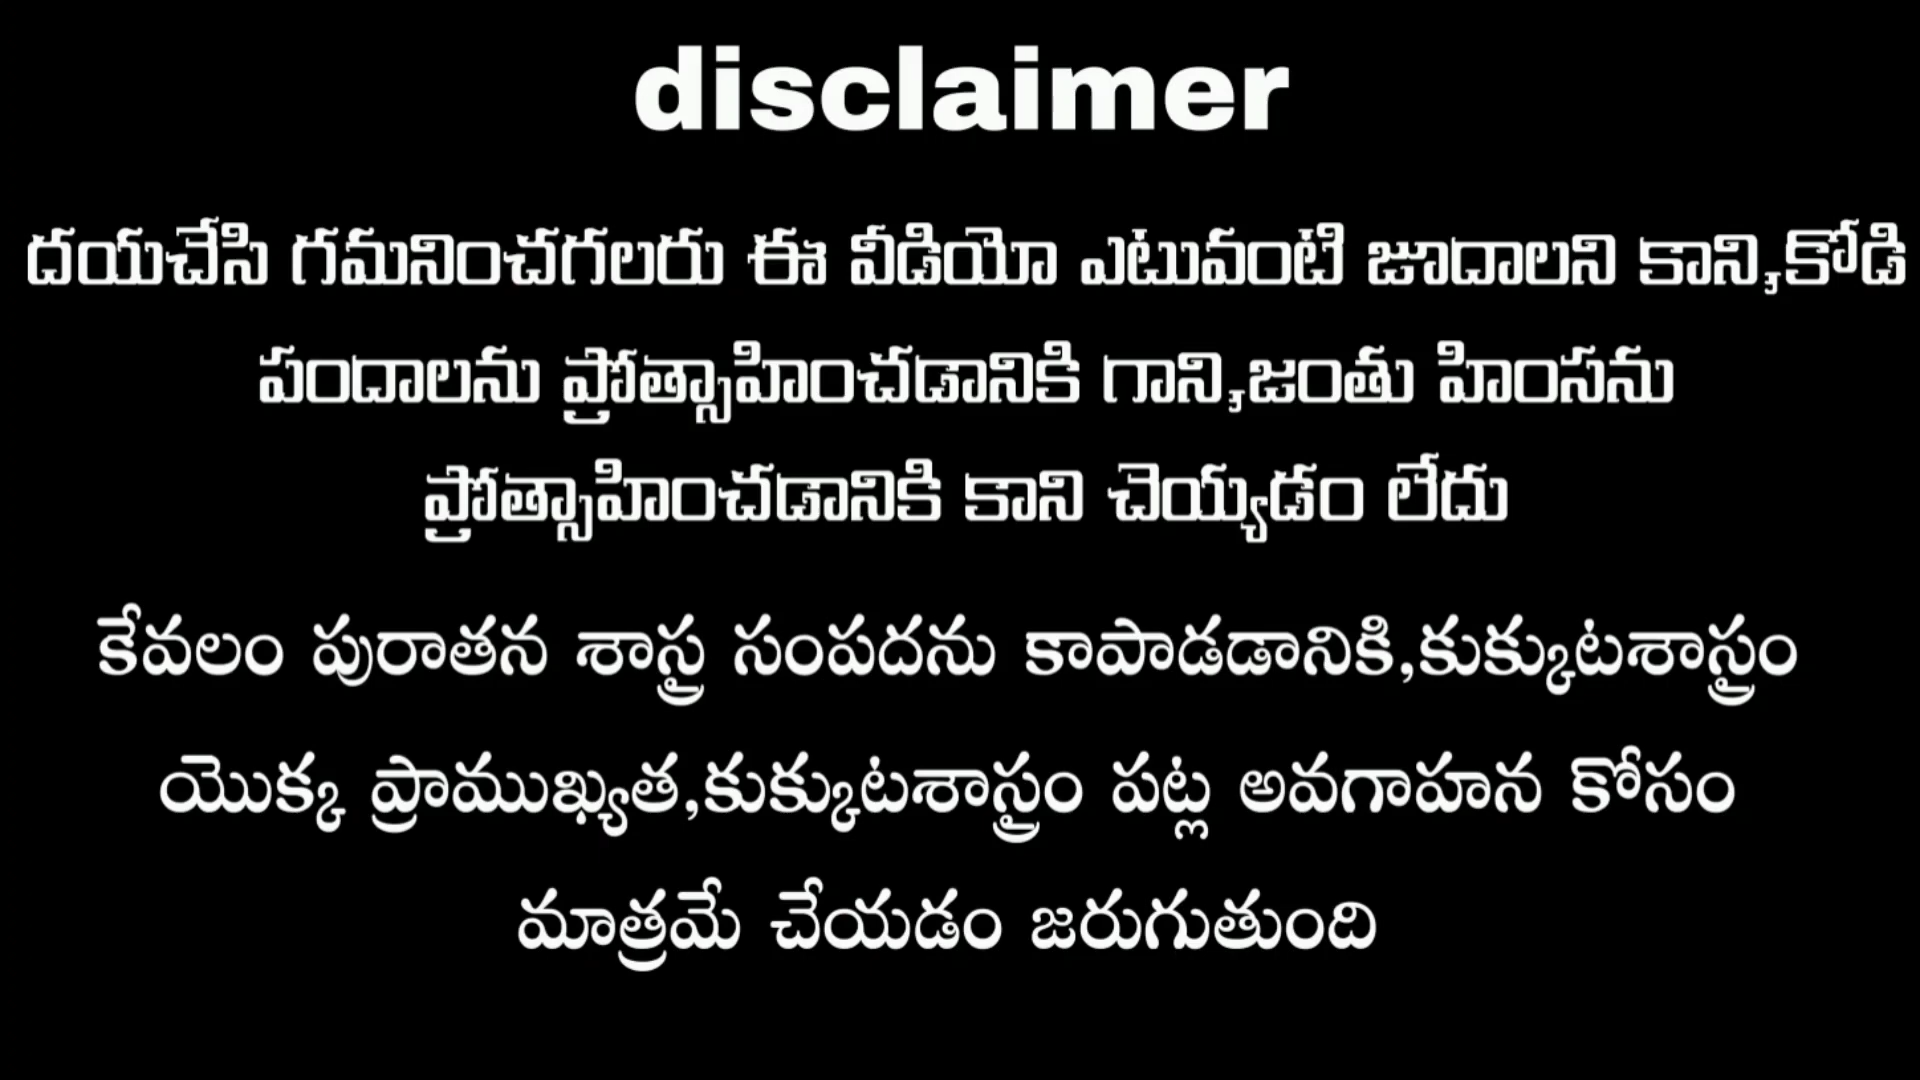 disclaimer
దయచేసి గమనించగలరు ఈ వీడియో ఎటువంటి జూదాలని కాని,కోడి
పందాలను ప్రోత్సాహించడానికి గాని,జంతు హింసను
ప్రోత్సాహించడానికి కాని చెయ్యడం లేదు
కేవలం పురాతన శాస్త్ర సంపదను కాపాడడానికి,కుక్కుటశాస్త్రం
యొక్క ప్రాముఖ్యత,కుక్కుటశాస్త్రం పట్ల అవగాహన కోసం
మాత్రమే చేయడం జరుగుతుంది